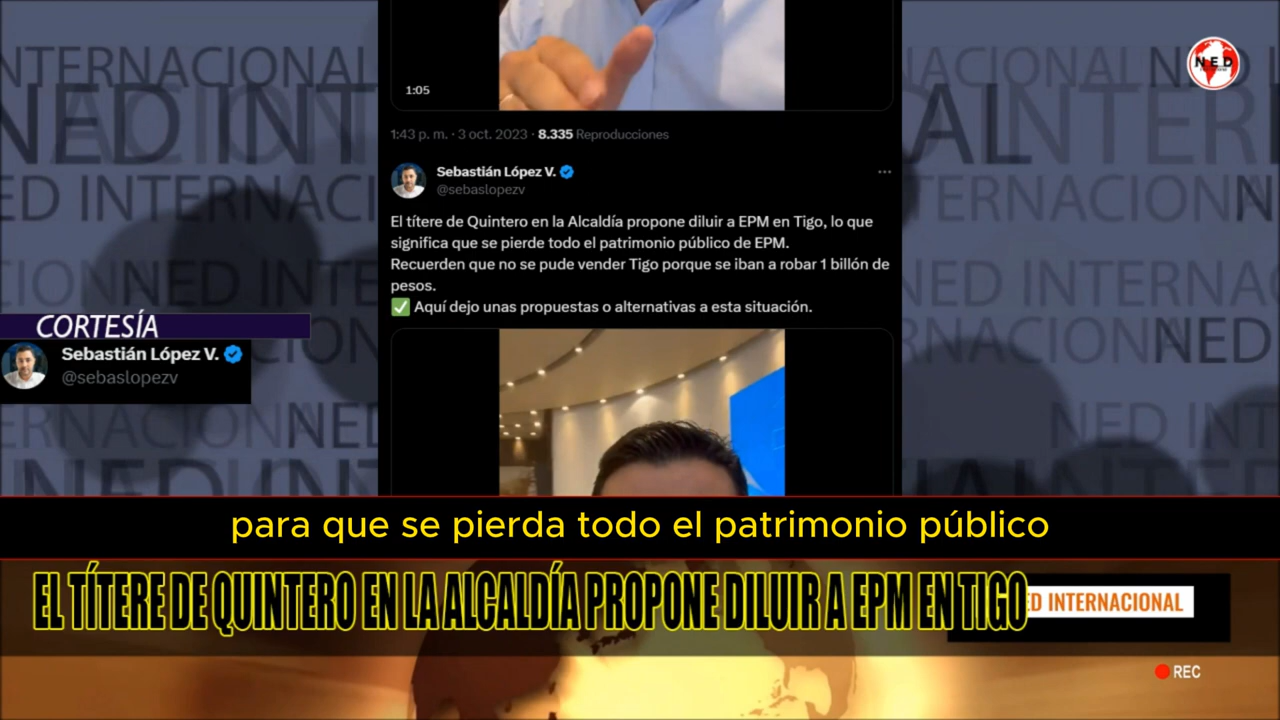 1:05
1:43 p. m. · 3 oct. 2023 · 8.335 Reproducciones
Sebastián López V.
@sebaslopezv
El títere de Quintero en la Alcaldía propone diluir a EPM en Tigo, lo que
significa que se pierde todo el patrimonio público de EPM.
Recuerden que no se pude vender Tigo porque se iban a robar 1 billón de
pesos.
✅ Aquí dejo unas propuestas o alternativas a esta situación.
NED
CORTESÍA
Sebastián López V.
@sebaslopezv
para que se pierda todo el patrimonio público
EL TÍTERE DE QUINTERO EN LA ALCALDÍA PROPONE DILUIR A EPM EN TIGO
ED INTERNACIONAL
REC